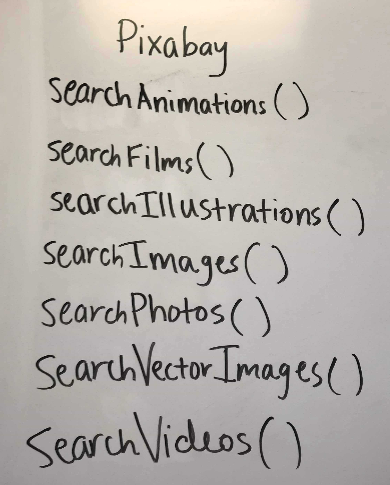 Pixabay
searchAnimations()
searchFilms()
searchIllustrations()
searchImages()
searchPhotos()
searchVectorImages()
searchVideos()